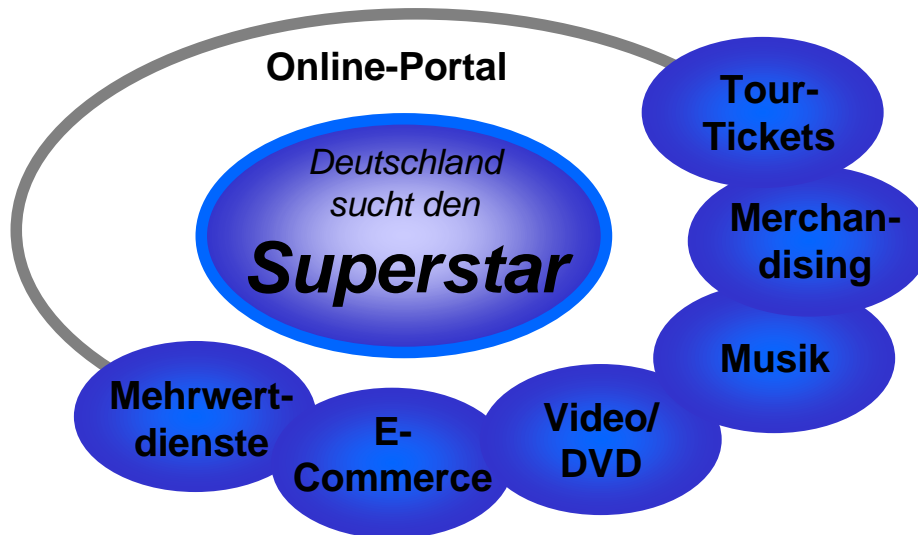 Online-Portal
Deutschland
sucht den
Superstar
Tour-
Tickets
Merchan-
dising
Musik
Video/
DVD
E-
Commerce
Mehrwert-
dienste